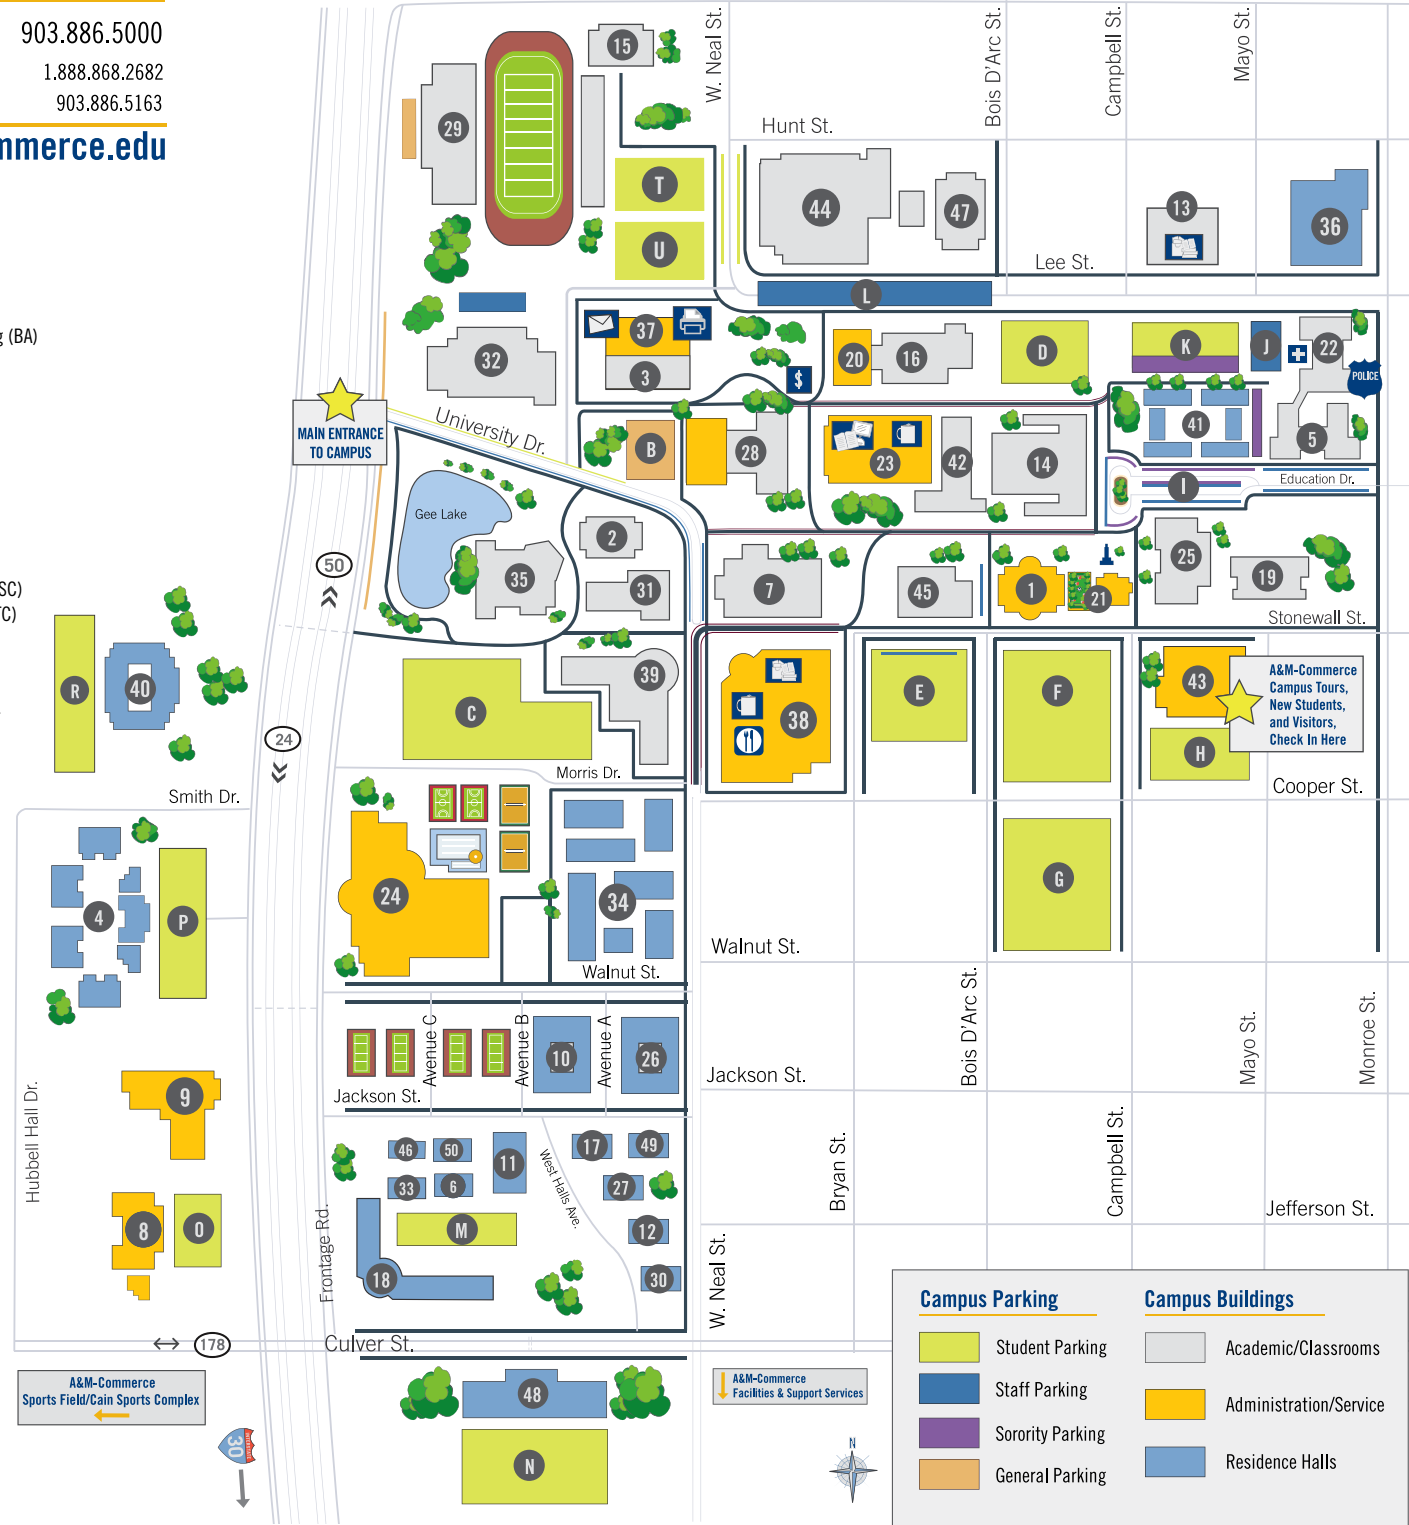 903.886.5000
1.888.868.2682
903.886.5163
mmerce.edu
(BA)
SC)
TC)
W. Neal St.
Bois D'Arc St.
Campbell St.
Mayo St.
Hunt St.
15
29
T
U
44
47
13
36
Lee St.
L
37
3
$
20
16
D
K
J
22
POLICE
32
MAIN ENTRANCE
TO CAMPUS
University Dr.
B
28
23
42
14
41
5
I
Education Dr.
Gee Lake
2
35
31
7
45
1
21
25
19
Stonewall St.
50
R
40
24
C
39
Morris Dr.
38
E
F
43
H
A&M-Commerce
Campus Tours,
New Students,
and Visitors,
Check In Here
Cooper St.
Smith Dr.
4
P
24
34
Walnut St.
Walnut St.
G
Avenue C
Avenue B
Avenue A
10
26
Jackson St.
Jackson St.
Bois D'Arc St.
Mayo St.
Monroe St.
Hubbell Hall Dr.
9
8
O
46
50
11
33
6
M
18
West Halls Ave.
17
49
27
12
30
Bryan St.
Campbell St.
Jefferson St.
Frontage Rd.
W. Neal St.
178
Culver St.
A&M-Commerce
Sports Field/Cain Sports Complex
30
48
N
A&M-Commerce
Facilities & Support Services
N
Campus Parking
Student Parking
Staff Parking
Sorority Parking
General Parking
Campus Buildings
Academic/Classrooms
Administration/Service
Residence Halls